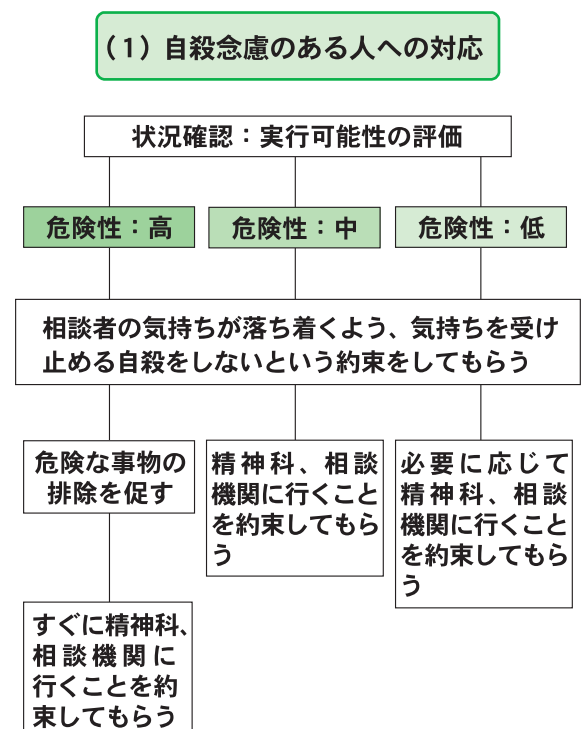 （1）自殺念慮のある人への対応
状況確認：実行可能性の評価
危険性：高
危険性：中
危険性：低
相談者の気持ちが落ち着くよう、気持ちを受け
止める自殺をしないという約束をしてもらう
危険な事物の
排除を促す
精神科、相談
機関に行くこと
を約束してもら
う
必要に応じて
精神科、相談
機関に行くこと
を約束してもら
う
すぐに精神科、
相談機関に
行くことを約
束してもらう